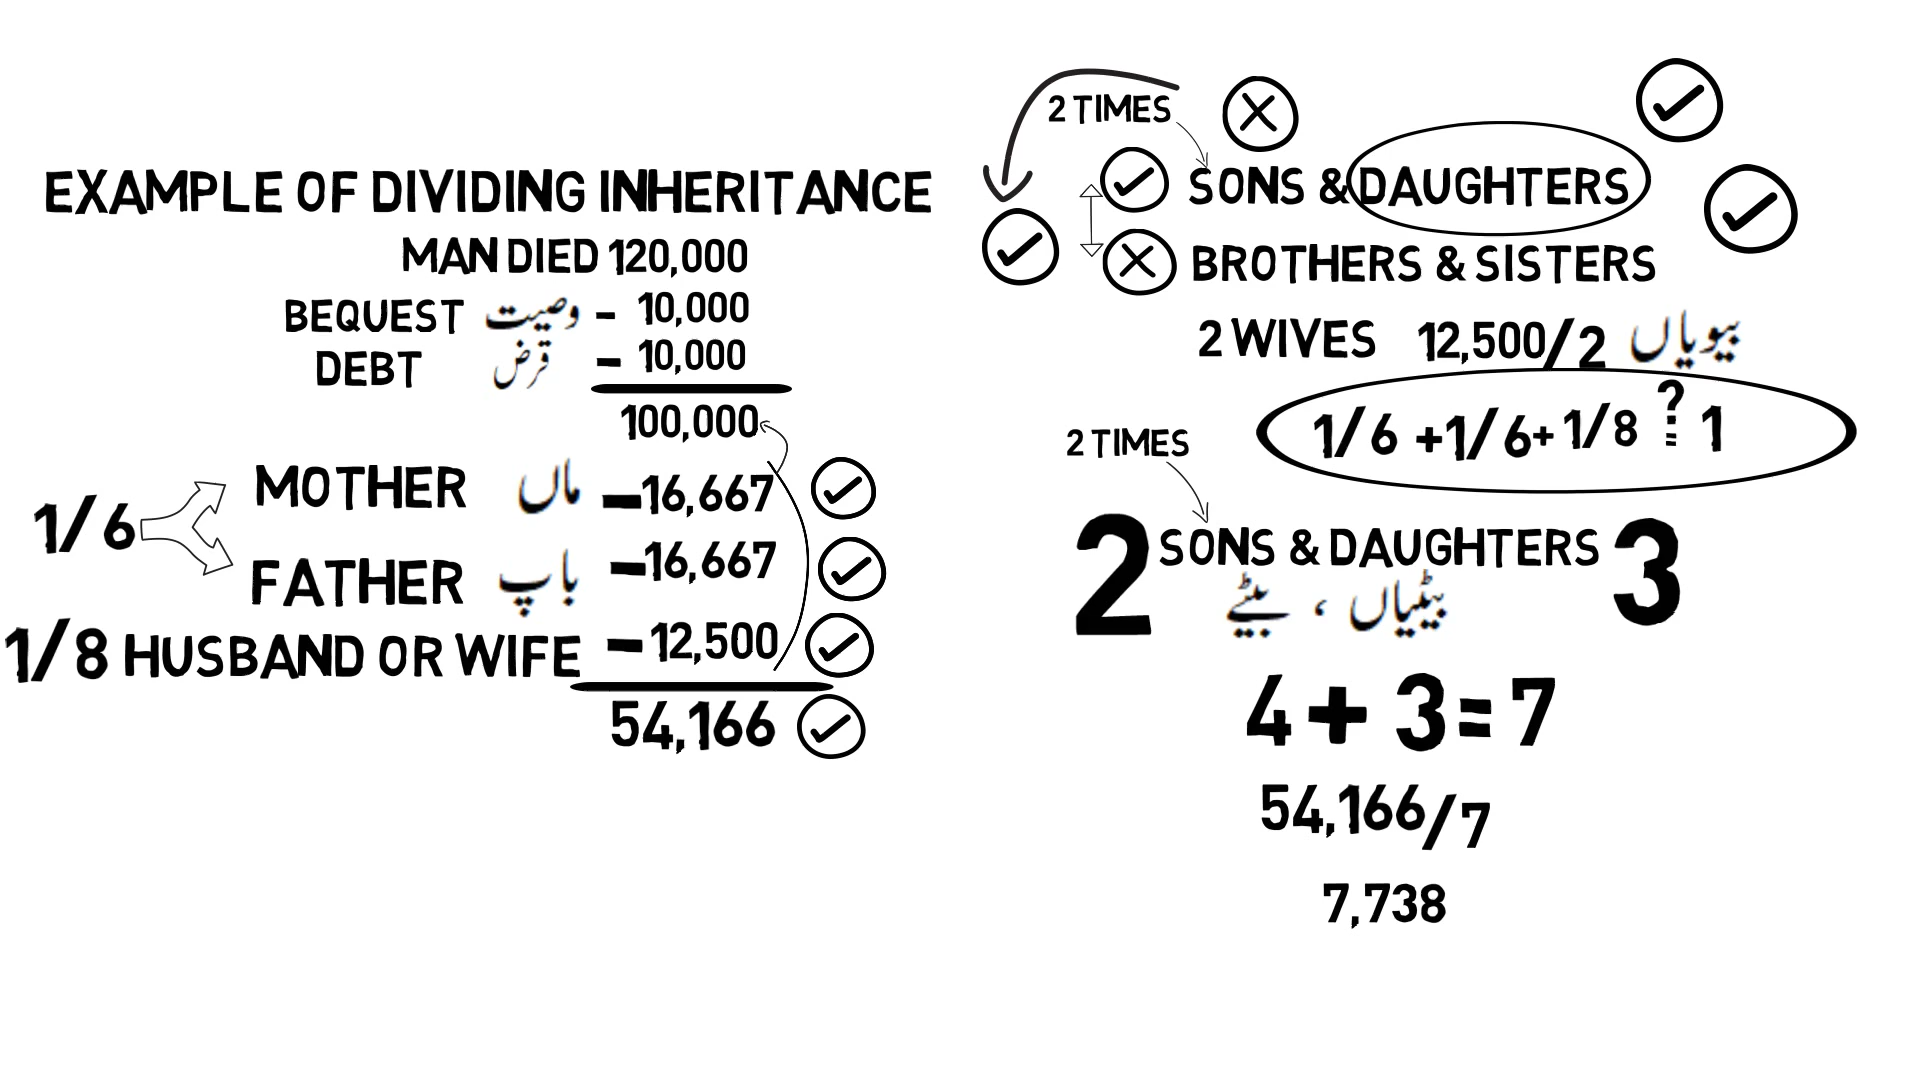 EXAMPLE OF DIVIDING INHERITANCE
MAN DIED 120,000
BEQUEST وصیت - 10,000
DEBT قرض - 10,000
100,000
1/6
MOTHER ماں -16,667
FATHER باپ -16,667
1/8 HUSBAND OR WIFE -12,500
54,166
2 TIMES
SONS & DAUGHTERS
BROTHERS & SISTERS
2 WIVES 12,500/2 بیویاں
1/6 +1/6+ 1/8 ? = 1
2 TIMES
2 SONS & DAUGHTERS 3
بیٹیاں ، بیٹے
4 + 3 = 7
54,166/7
7,738